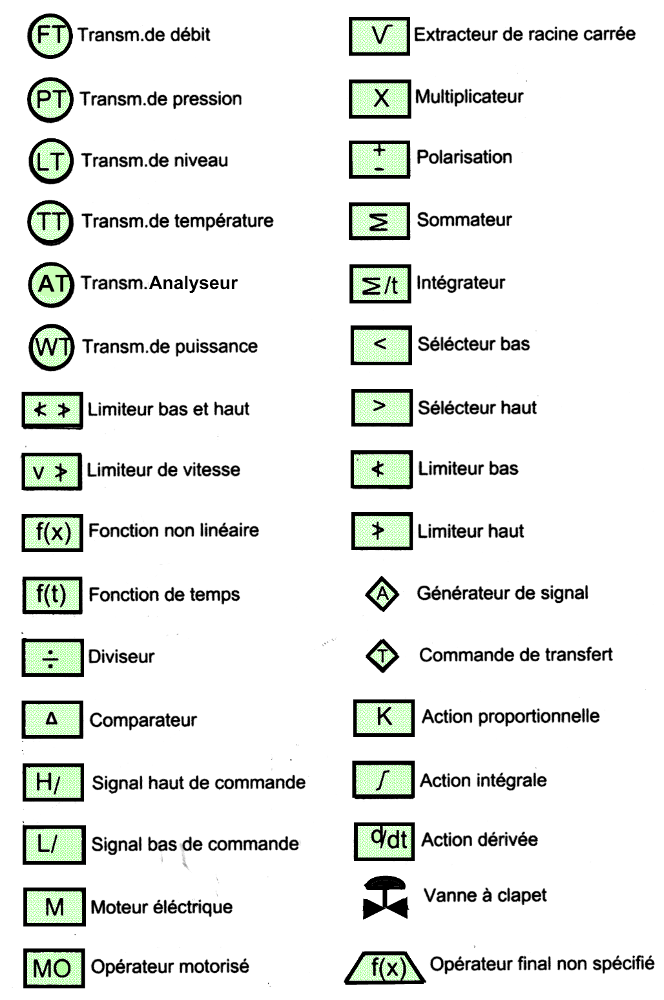 FT Transm.de débit
PT Transm.de pression
LT Transm.de niveau
TT Transm.de température
AT Transm.Analyseur
WT Transm.de puissance
≮ ≯ Limiteur bas et haut
V ≯ Limiteur de vitesse
f(x) Fonction non linéaire
f(t) Fonction de temps
÷ Diviseur
Δ Comparateur
H/ Signal haut de commande
L/ Signal bas de commande
M Moteur éléctrique
MO Opérateur motorisé
√ Extracteur de racine carrée
X Multiplicateur
+
- Polarisation
Σ Sommateur
Σ/t Intégrateur
< Sélécteur bas
> Sélécteur haut
≮ Limiteur bas
≯ Limiteur haut
A Générateur de signal
T Commande de transfert
K Action proportionnelle
∫ Action intégrale
d/dt Action dérivée
Vanne à clapet
f(x) Opérateur final non spécifié